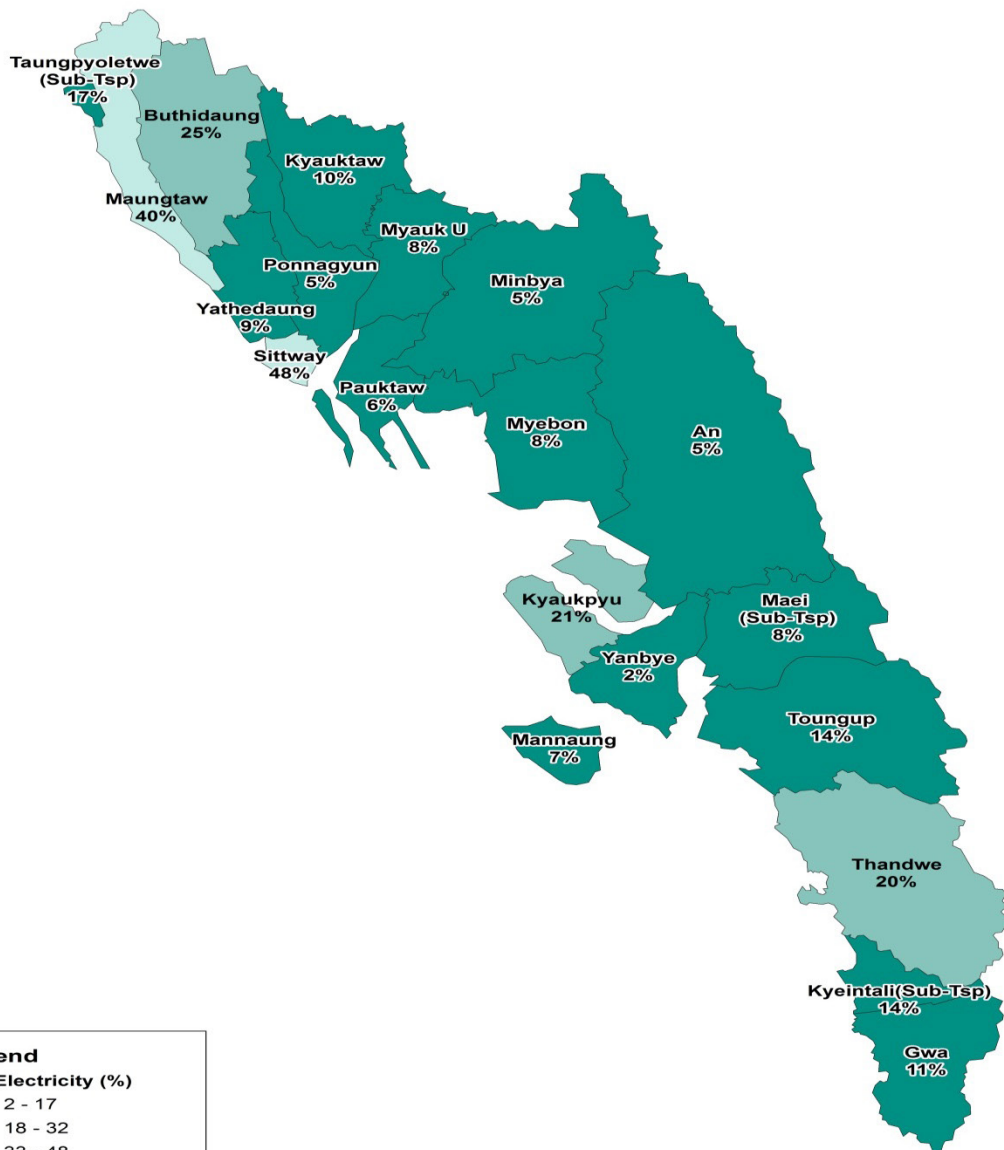 Taungpyoletwe
(Sub-Tsp)
17%
Buthidaung
25%
Kyauktaw
10%
Maungtaw
40%
Myauk U
8%
Ponnagyun
5%
Minbya
5%
Yathedaung
9%
Sittway
48%
Pauktaw
6%
Myebon
8%
An
5%
Kyaukpyu
21%
Maei
(Sub-Tsp)
8%
Yanbye
2%
Toungup
14%
Mannaung
7%
Thandwe
20%
Kyeintali(Sub-Tsp)
14%
Gwa
11%
end
Electricity (%)
2 - 17
18 - 32